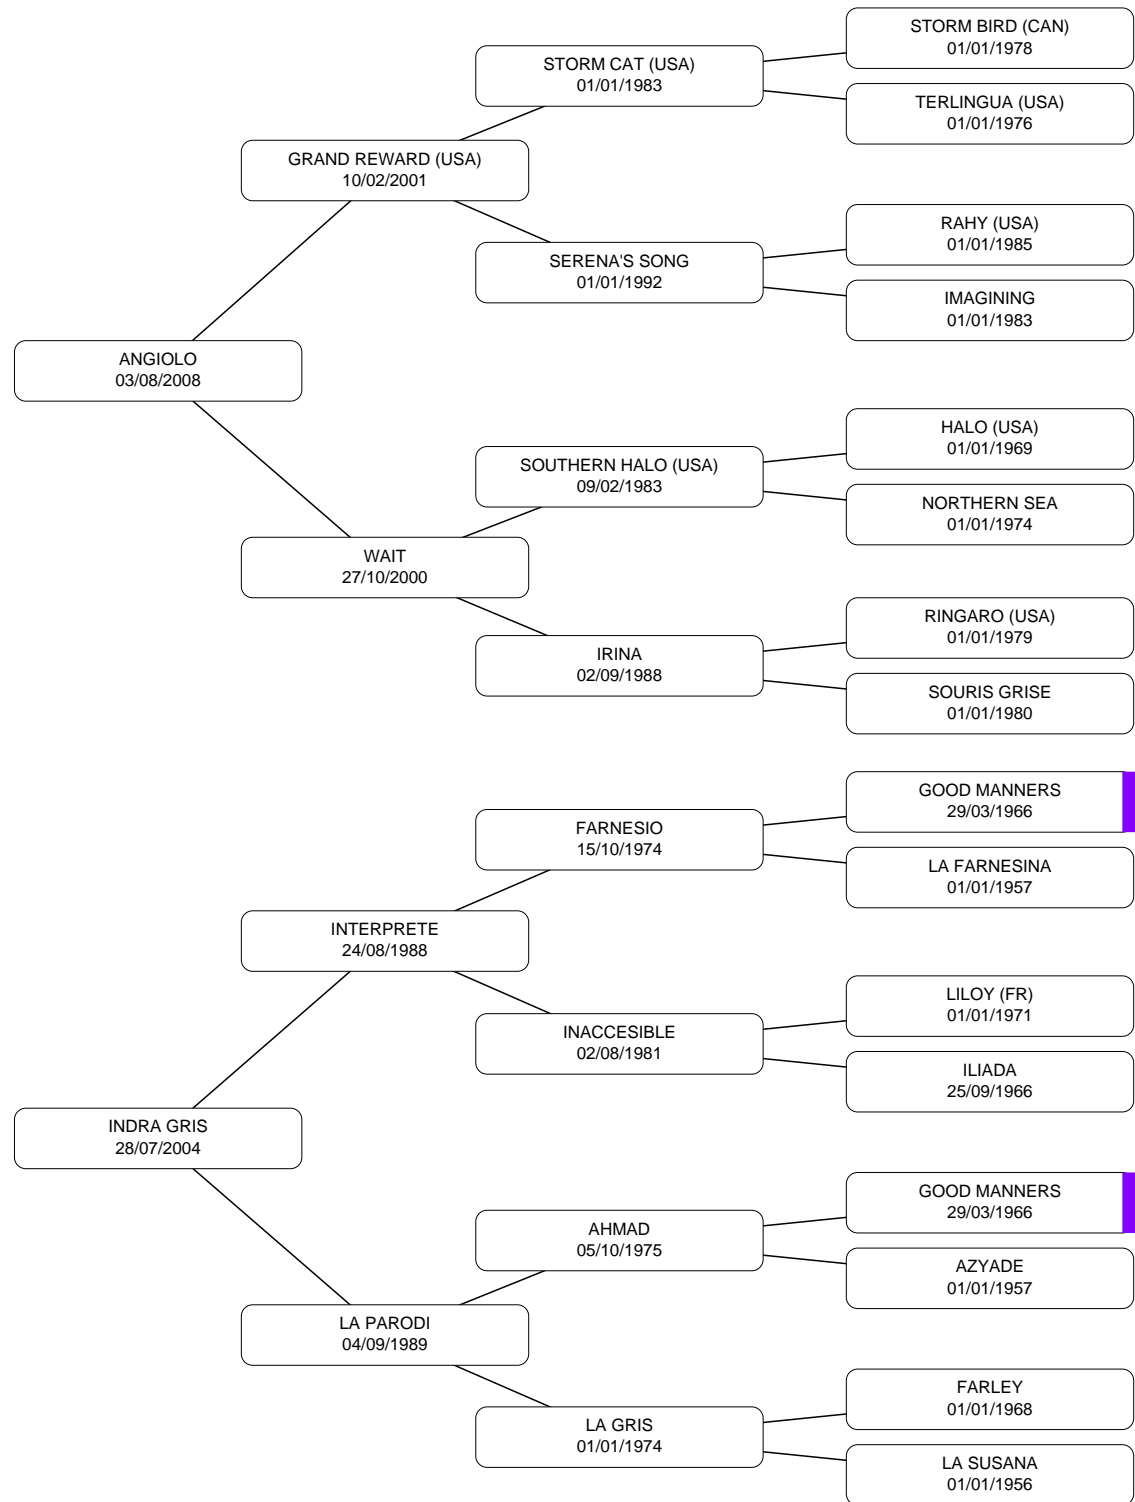 STORM BIRD (CAN)
01/01/1978
STORM CAT (USA)
01/01/1983
TERLINGUA (USA)
01/01/1976
GRAND REWARD (USA)
10/02/2001
RAHY (USA)
01/01/1985
SERENA'S SONG
01/01/1992
IMAGINING
01/01/1983
ANGIOLO
03/08/2008
HALO (USA)
01/01/1969
SOUTHERN HALO (USA)
09/02/1983
NORTHERN SEA
01/01/1974
WAIT
27/10/2000
RINGARO (USA)
01/01/1979
IRINA
02/09/1988
SOURIS GRISE
01/01/1980
GOOD MANNERS
29/03/1966
FARNESIO
15/10/1974
LA FARNESINA
01/01/1957
INTERPRETE
24/08/1988
LILOY (FR)
01/01/1971
INACCESIBLE
02/08/1981
ILIADA
25/09/1966
INDRA GRIS
28/07/2004
GOOD MANNERS
29/03/1966
AHMAD
05/10/1975
AZYADE
01/01/1957
LA PARODI
04/09/1989
FARLEY
01/01/1968
LA GRIS
01/01/1974
LA SUSANA
01/01/1956